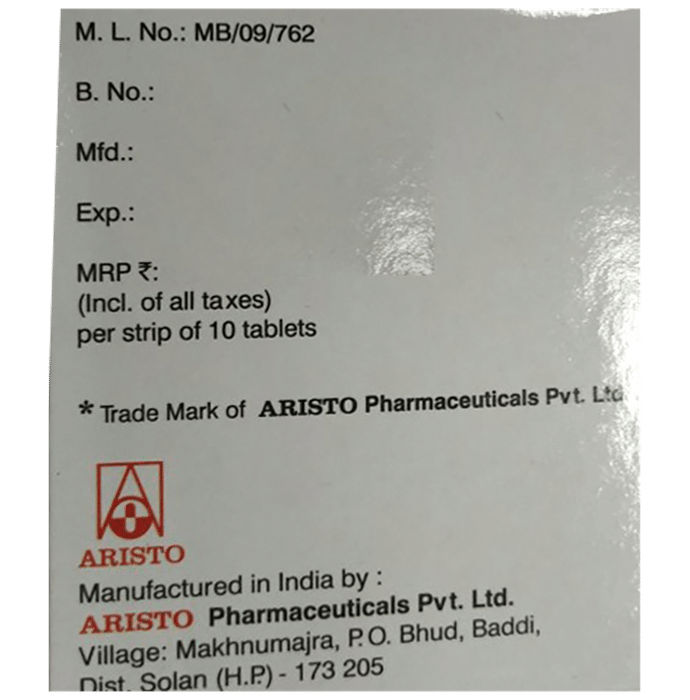 M. L. No.: MB/09/762
B. No.:
Mfd.:
Exp.:
MRP ₹:
(Incl. of all taxes)
per strip of 10 tablets
* Trade Mark of ARISTO Pharmaceuticals Pvt. Ltd
ARISTO
Manufactured in India by :
ARISTO Pharmaceuticals Pvt. Ltd.
Village: Makhnumajra, P.O. Bhud, Baddi,
Dist. Solan (H.P.) - 173 205